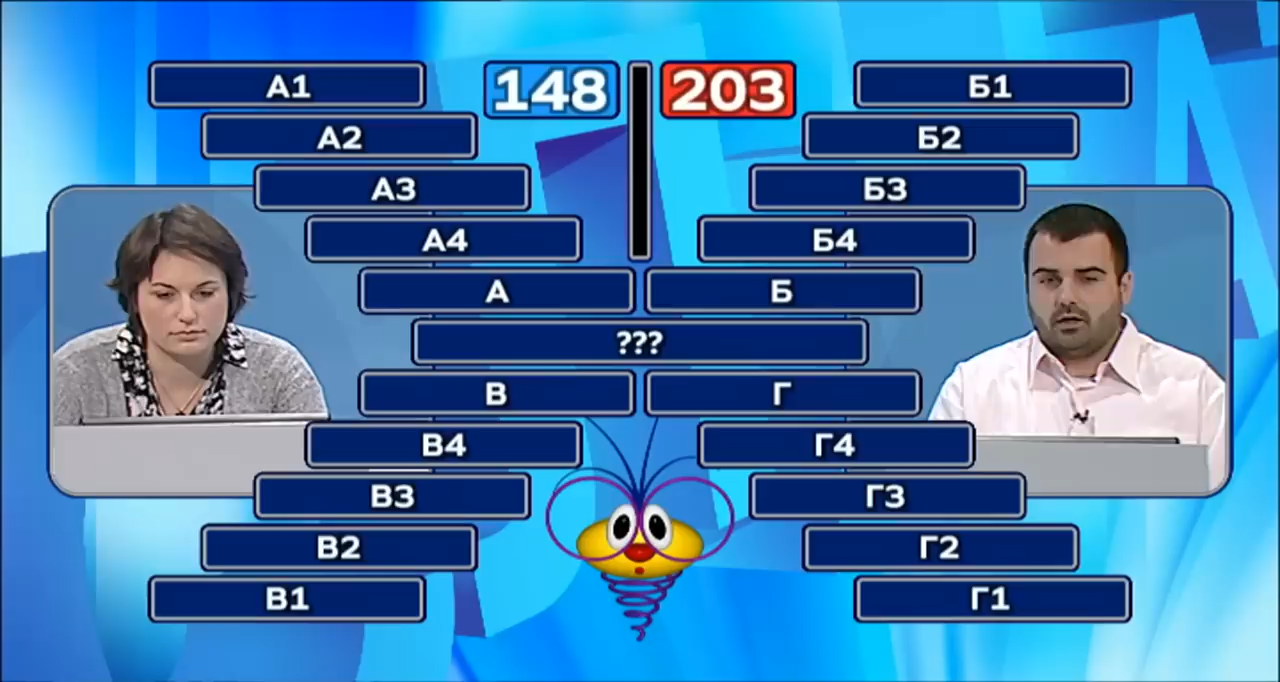 А1 148 203 Б1
А2 Б2
А3 Б3
А4 Б4
А Б
???
В Г
В4 Г4
В3 Г3
В2 Г2
В1 Г1